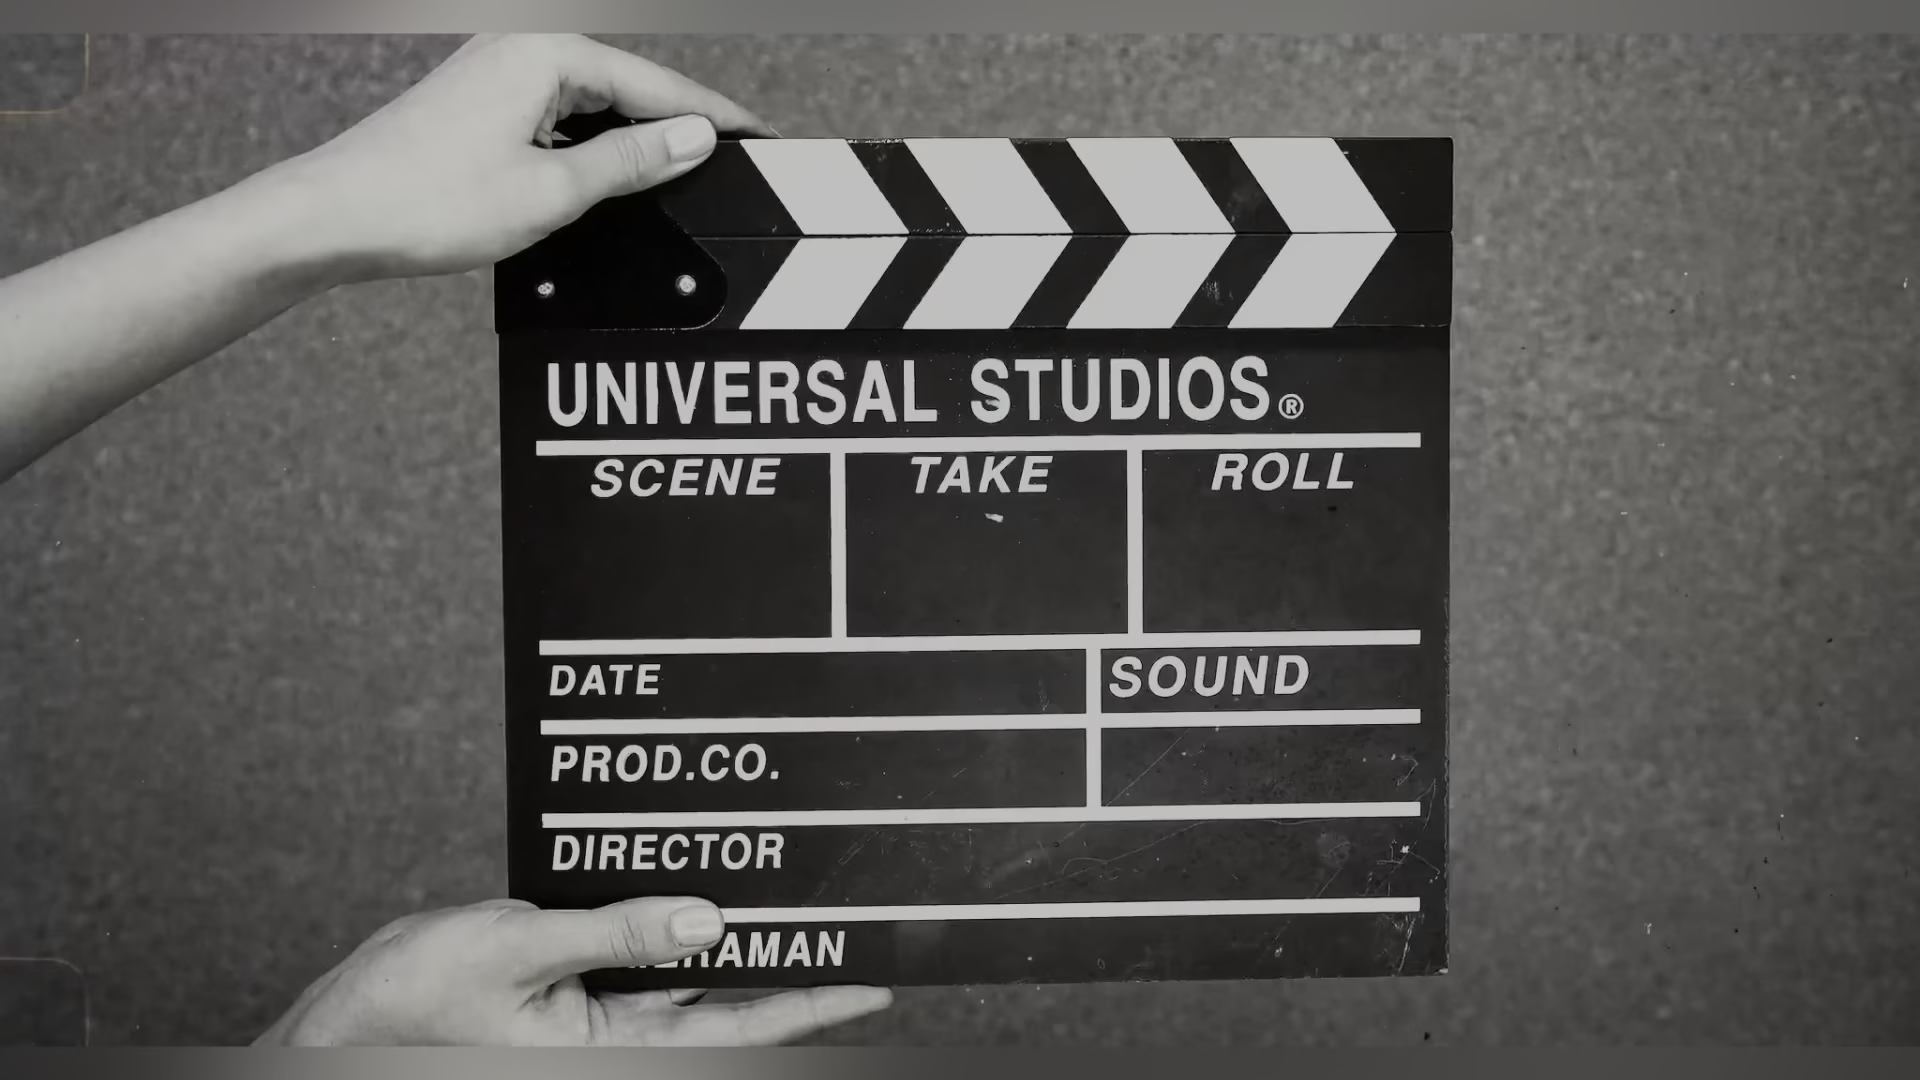 UNIVERSAL STUDIOS®
SCENE TAKE ROLL
DATE SOUND
PROD.CO.
DIRECTOR